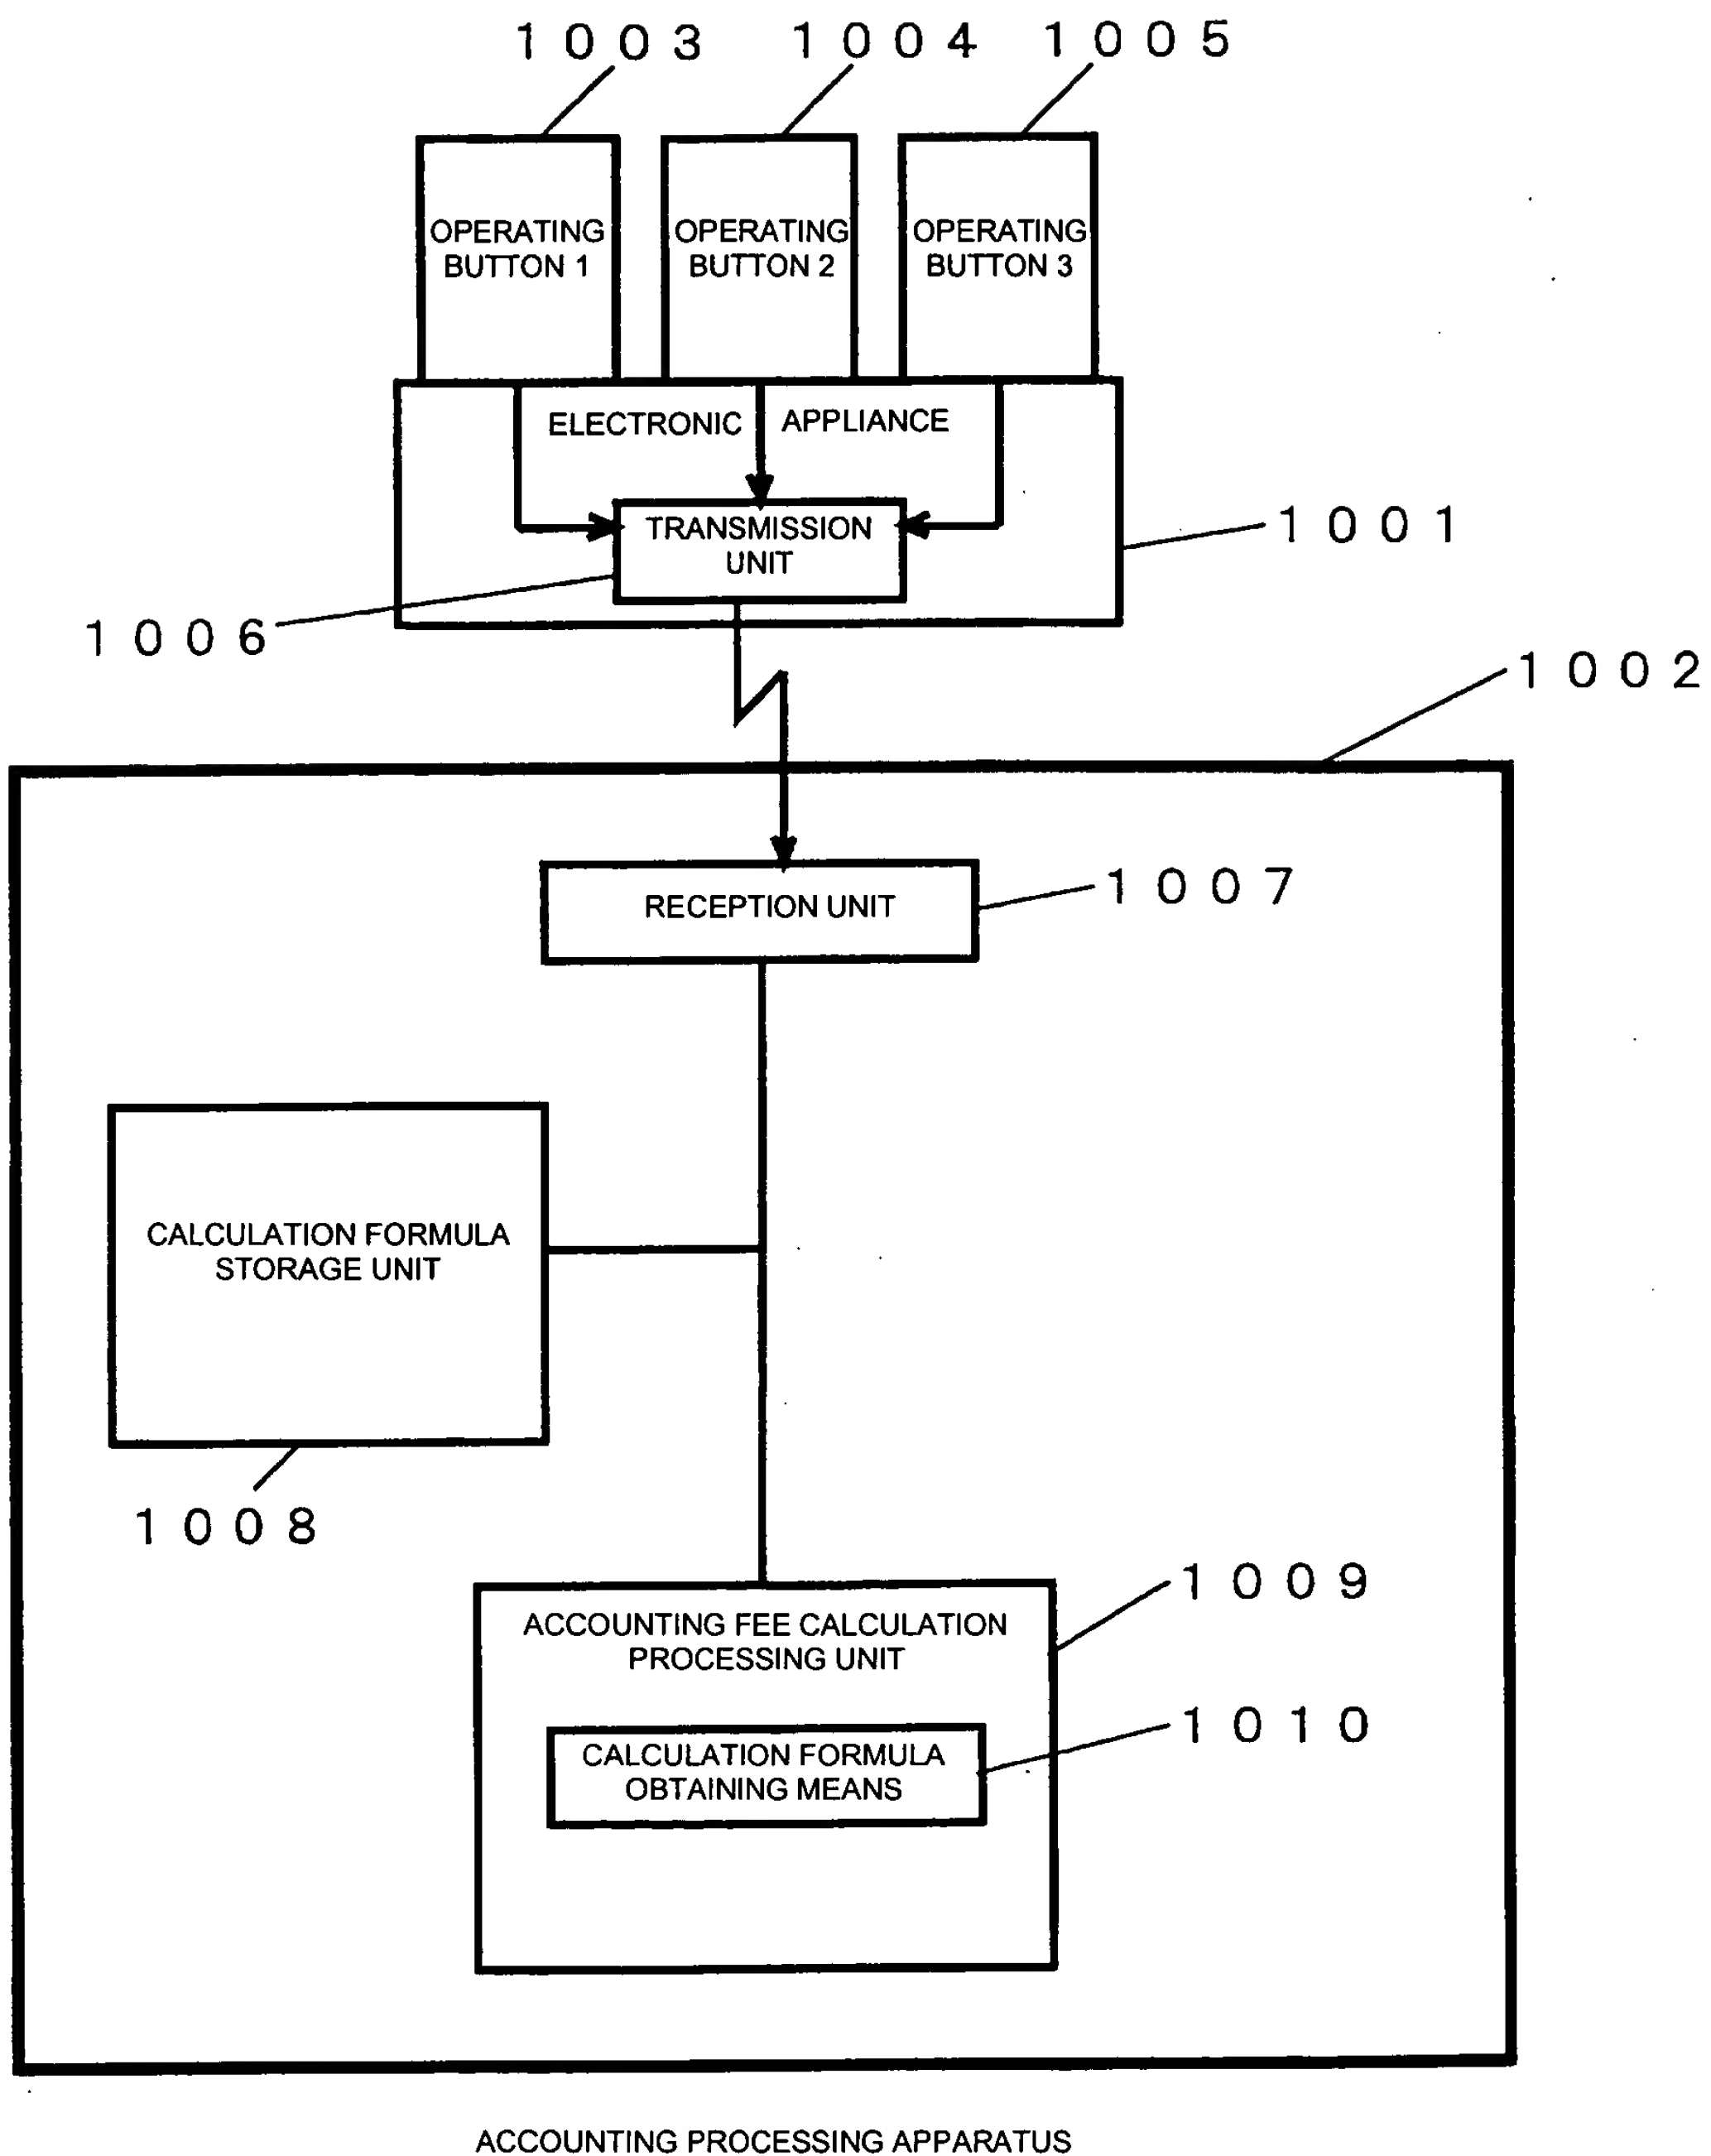 1003 1004 1005
OPERATING BUTTON 1
OPERATING BUTTON 2
OPERATING BUTTON 3
ELECTRONIC APPLIANCE
TRANSMISSION
UNIT
1001
1006
1002
RECEPTION UNIT
1007
CALCULATION FORMULA
STORAGE UNIT
1008
1009
ACCOUNTING FEE CALCULATION
PROCESSING UNIT
1010
CALCULATION FORMULA
OBTAINING MEANS
ACCOUNTING PROCESSING APPARATUS